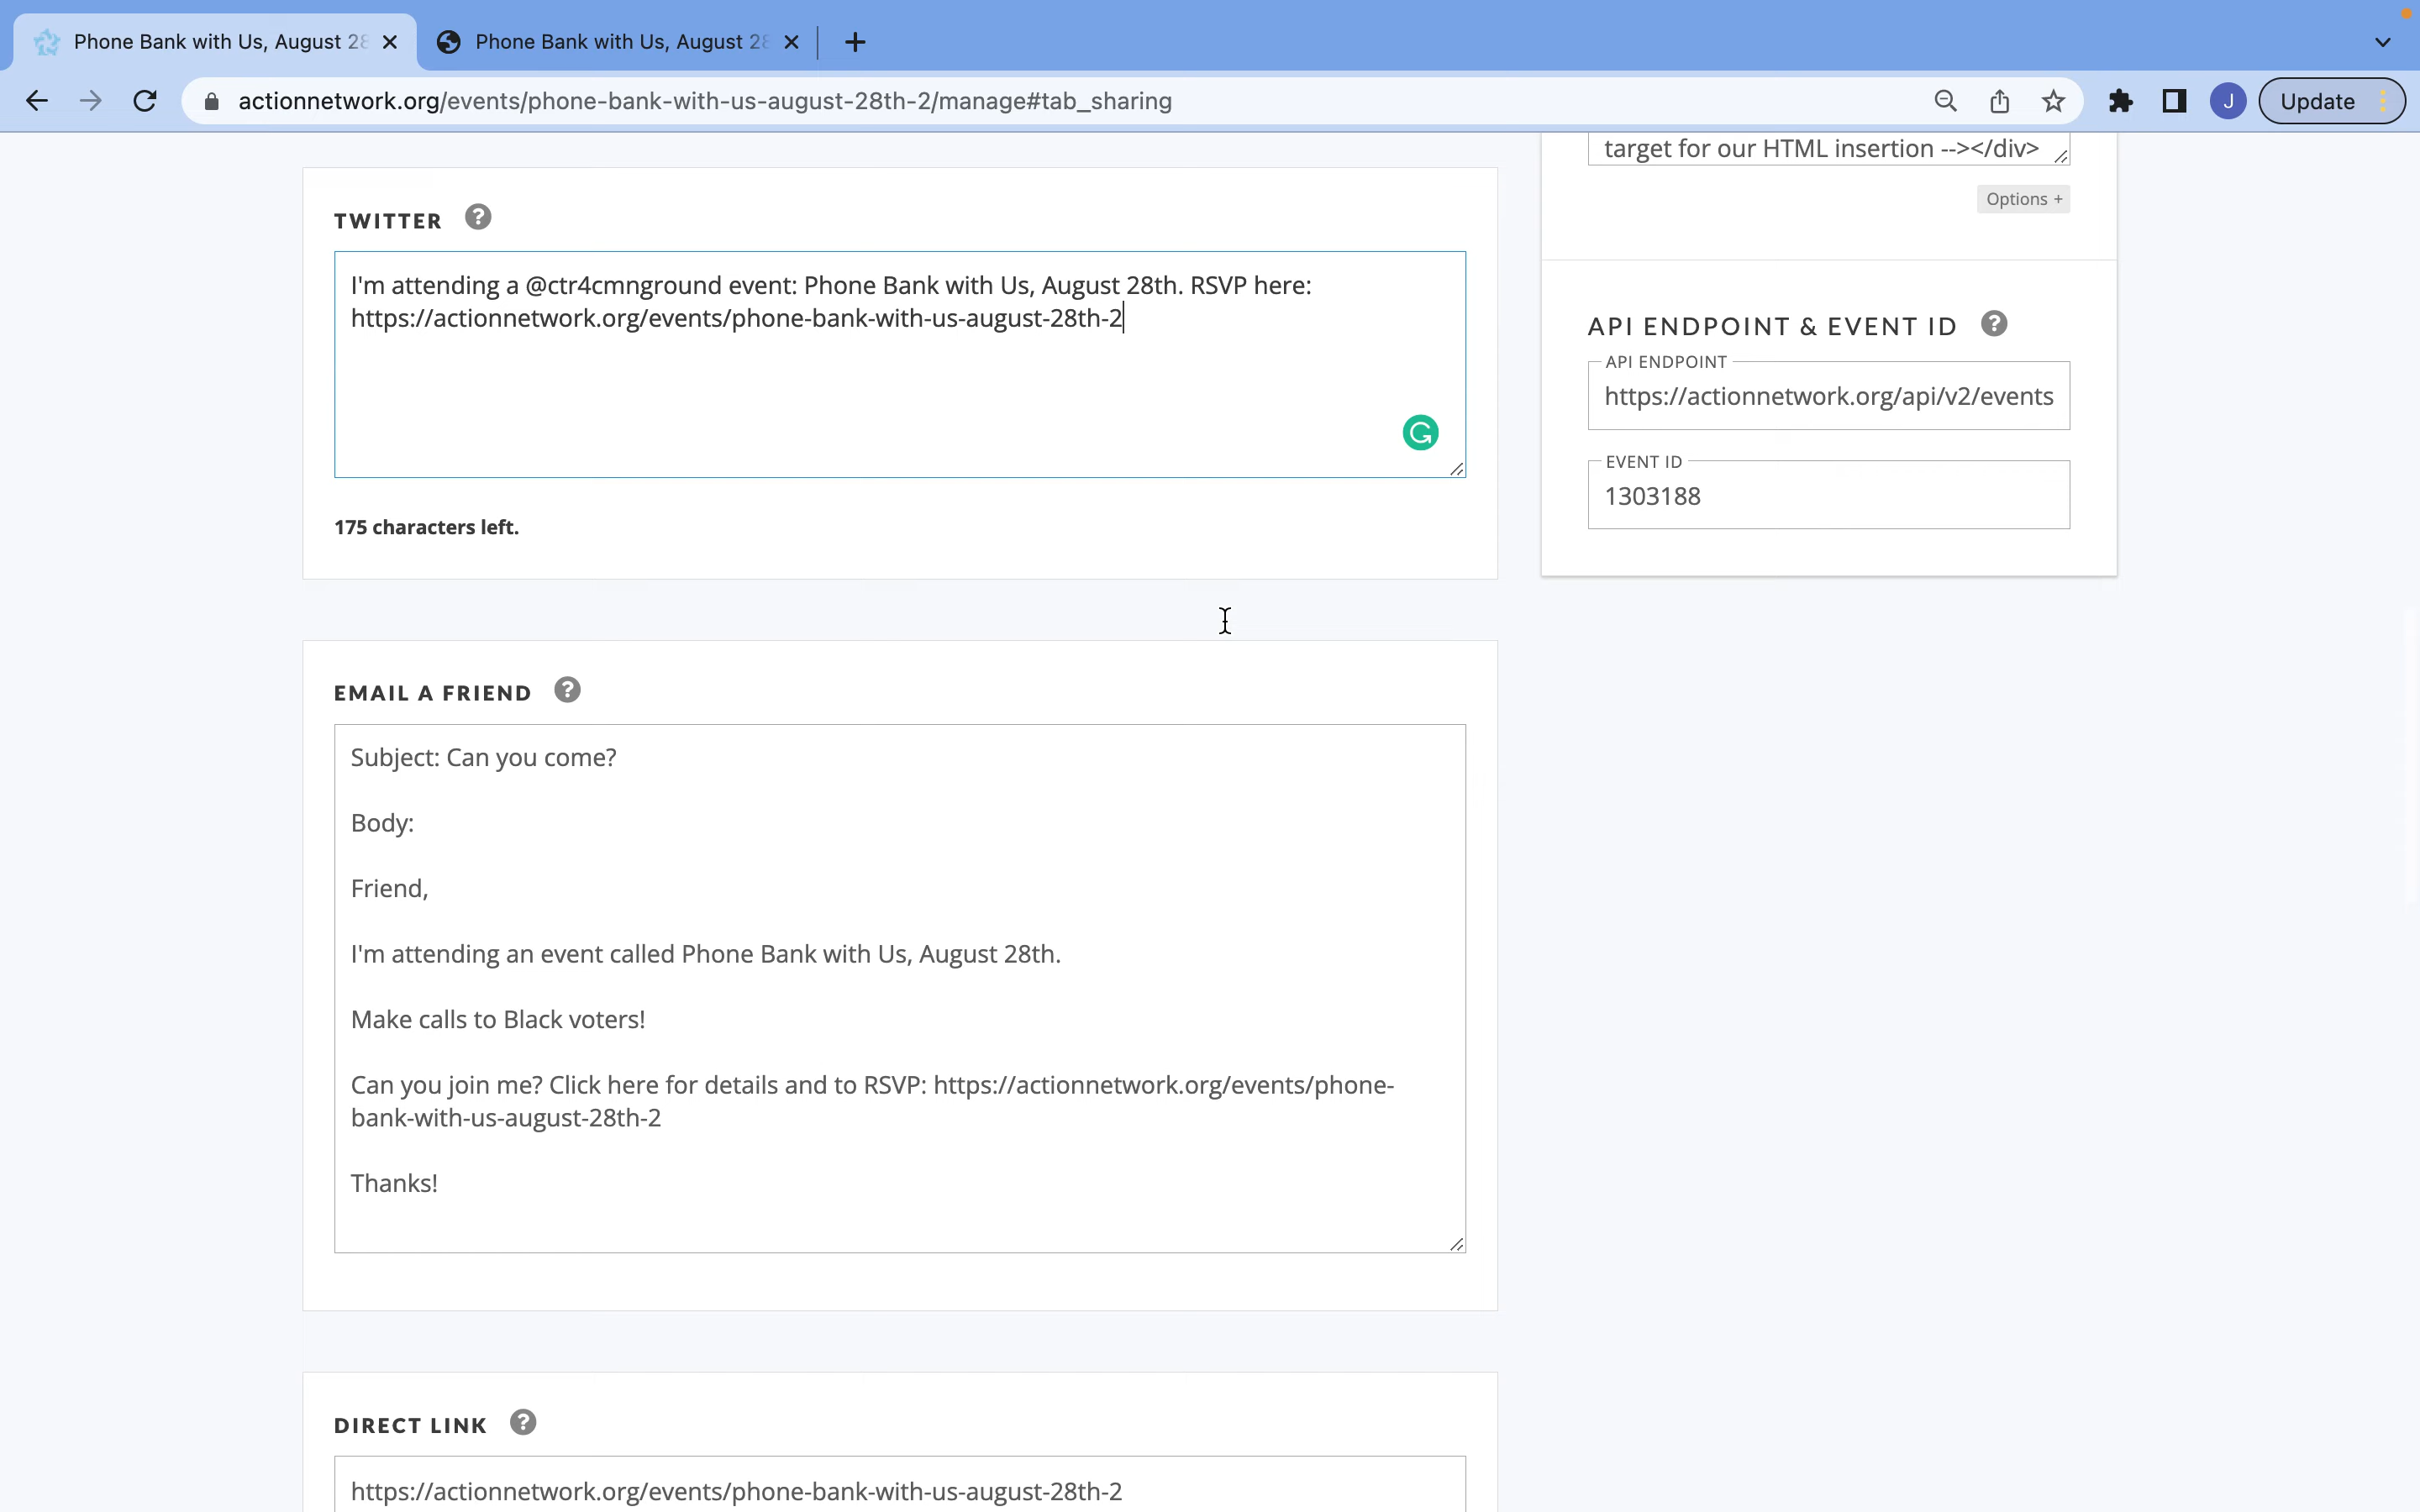 Phone Bank with Us, August 28
Phone Bank with Us, August 28
actionnetwork.org/events/phone-bank-with-us-august-28th-2/manage#tab_sharing
J
Update
target for our HTML insertion --></div>
Options +
TWITTER ?
I'm attending a @ctr4cmnground event: Phone Bank with Us, August 28th. RSVP here:
https://actionnetwork.org/events/phone-bank-with-us-august-28th-2
175 characters left.
API ENDPOINT & EVENT ID ?
API ENDPOINT
https://actionnetwork.org/api/v2/events
EVENT ID
1303188
EMAIL A FRIEND ?
Subject: Can you come?
Body:
Friend,
I'm attending an event called Phone Bank with Us, August 28th.
Make calls to Black voters!
Can you join me? Click here for details and to RSVP: https://actionnetwork.org/events/phone-
bank-with-us-august-28th-2
Thanks!
DIRECT LINK ?
https://actionnetwork.org/events/phone-bank-with-us-august-28th-2